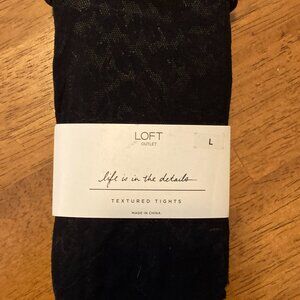 LOFT
OUTLET
L
life is in the details
TEXTURED TIGHTS
MADE IN CHINA